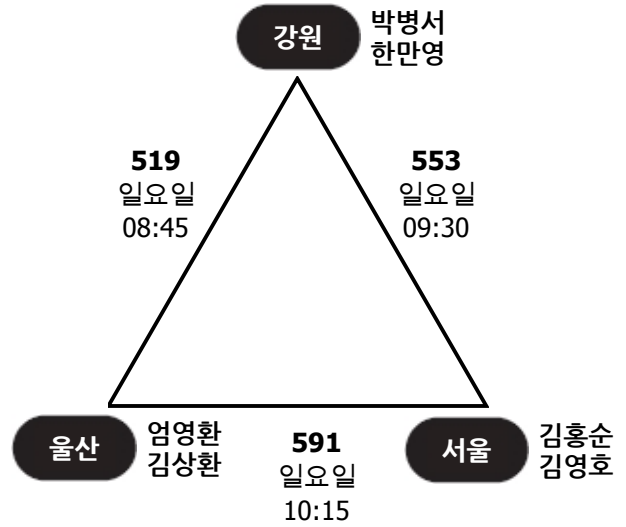 강원
박병서
한만영
519
일요일
08:45
553
일요일
09:30
울산
엄영환
김상환
591
일요일
10:15
서울
김홍순
김영호